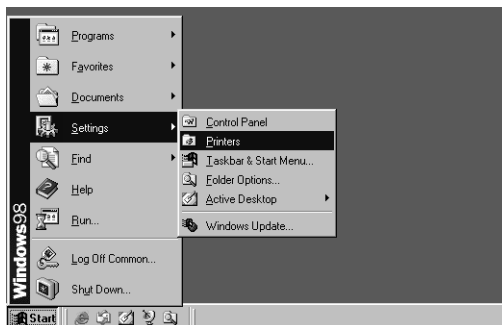 Programs
Favorites
Documents
Settings
Find
Help
Run...
Log Off Common...
Shut Down...
Control Panel
Printers
Taskbar & Start Menu...
Folder Options...
Active Desktop
Windows Update...
Windows98
Start